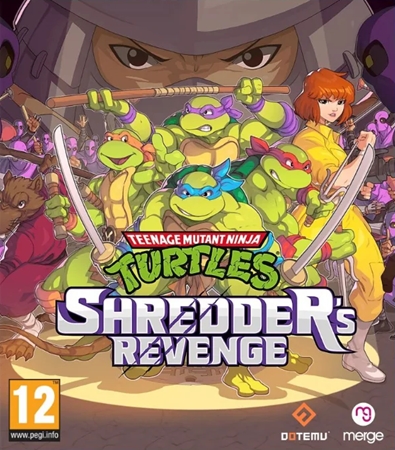 TEENAGE MUTANT NINJA
TURTLES
SHREDDER's
REVENGE
12
www.pegi.info
DOTEMU
merge